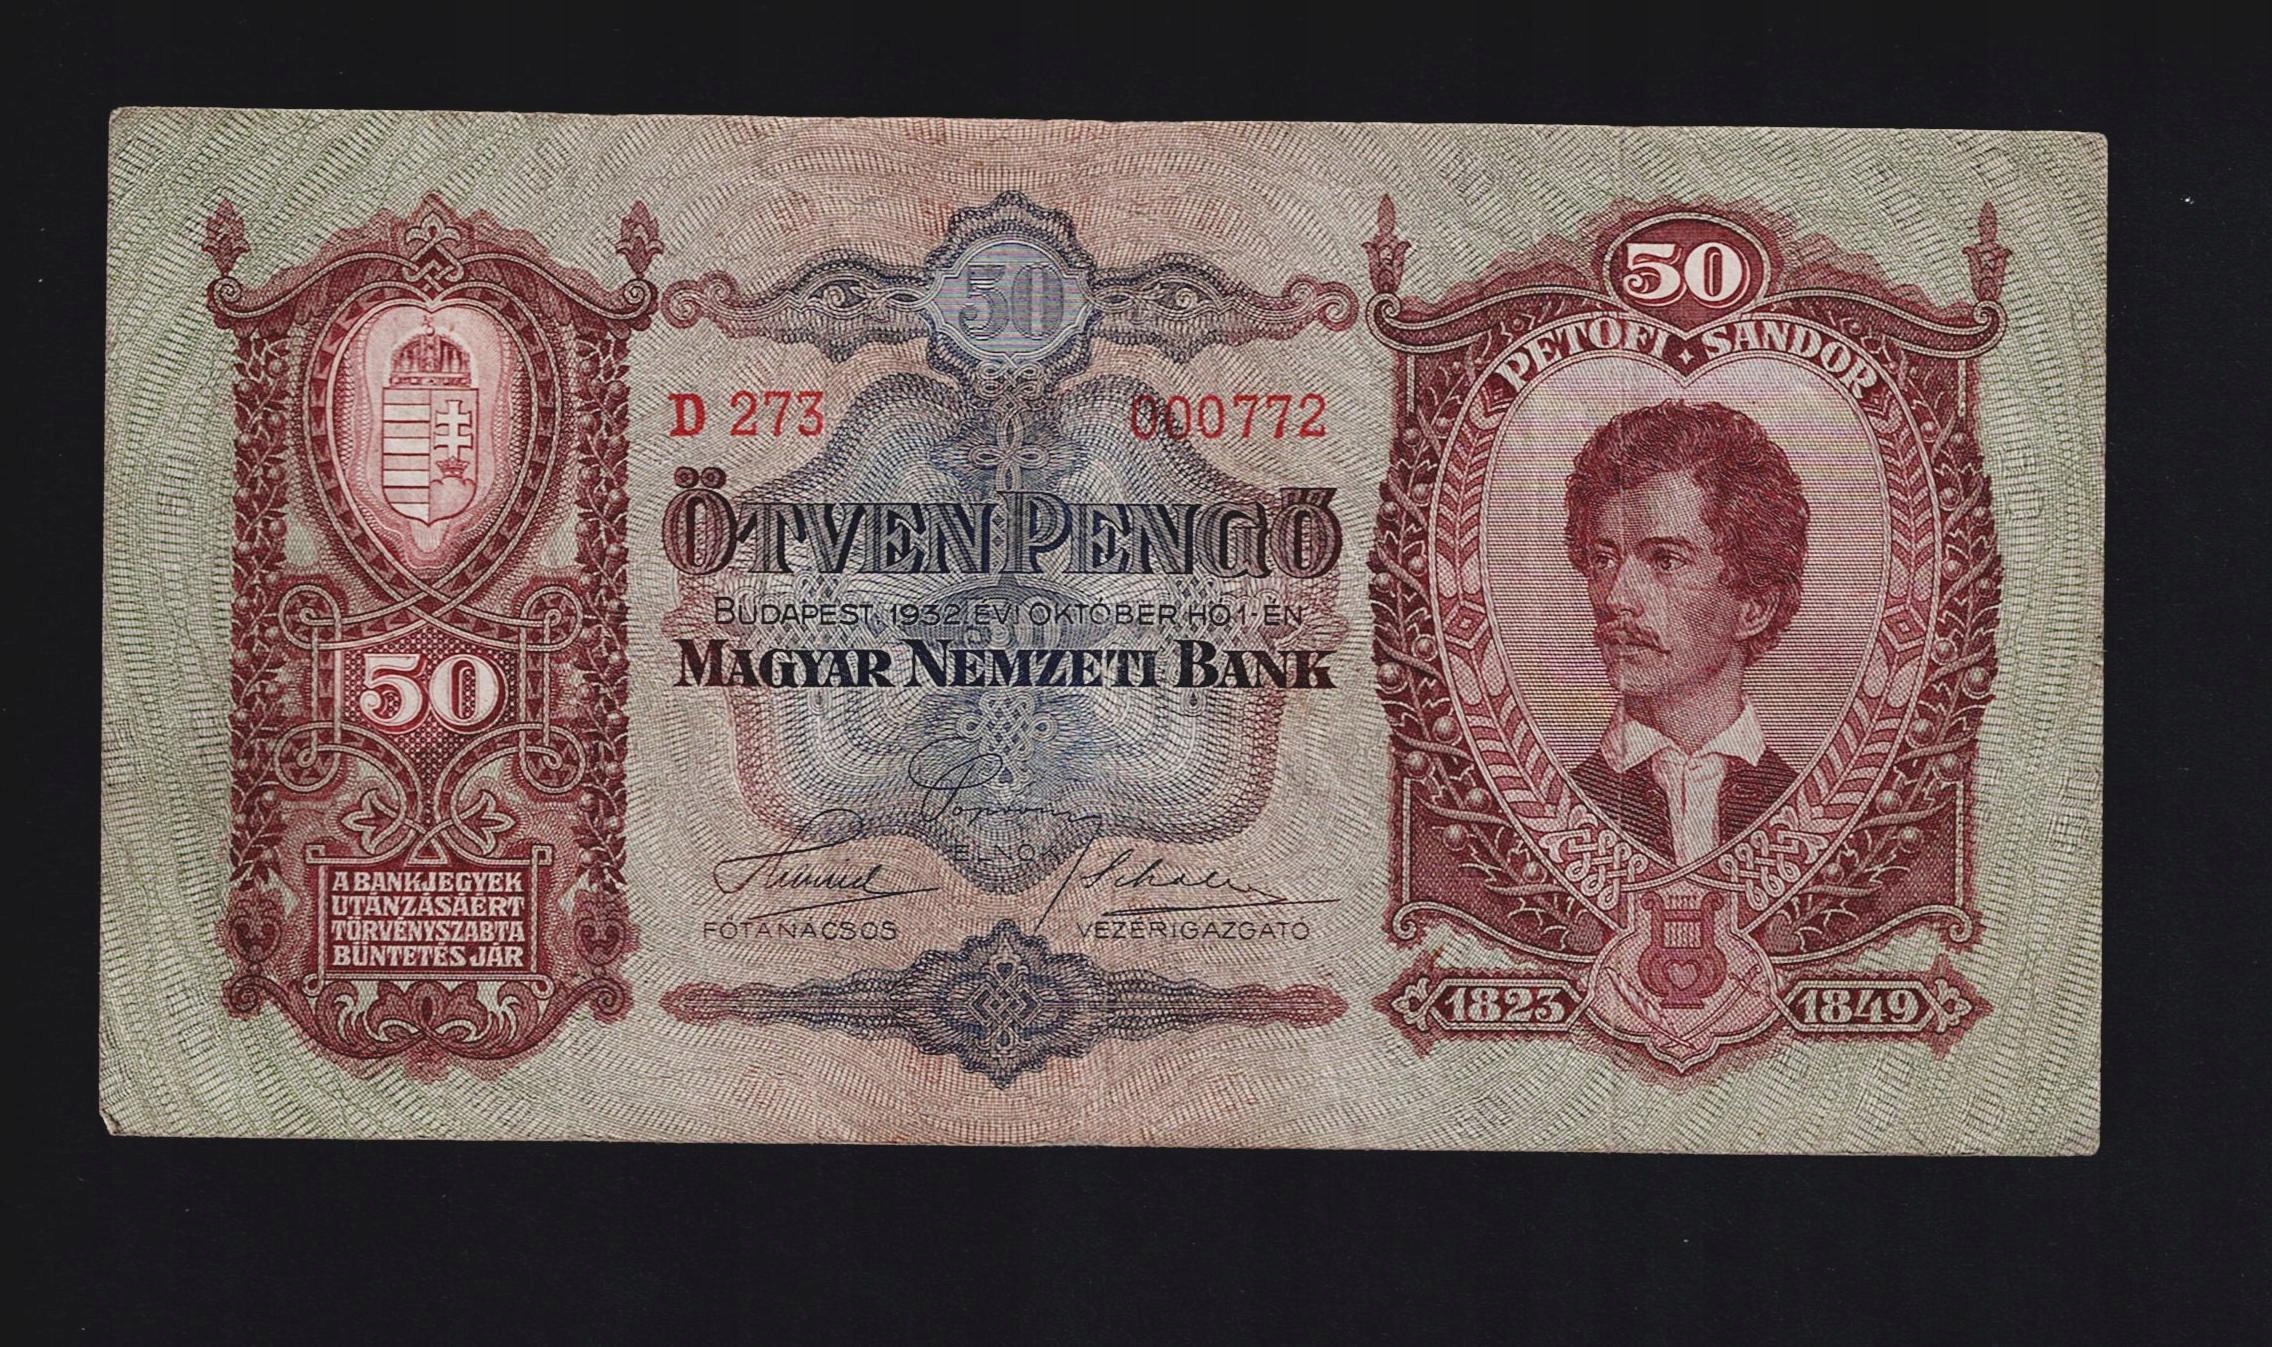 50
50
PETŐFI · SÁNDOR
D 273 000772
ÖTVEN PENGŐ
BUDAPEST, 1932. ÉVI OKTÓBER HÓ 1-ÉN
MAGYAR NEMZETI BANK
50
ELNÖK
FŐTANÁCSOS VEZÉRIGAZGATÓ
A BANKJEGYEK
UTÁNZÁSÁÉRT
TÖRVÉNYSZABTA
BÜNTETÉS JÁR
1823 1849